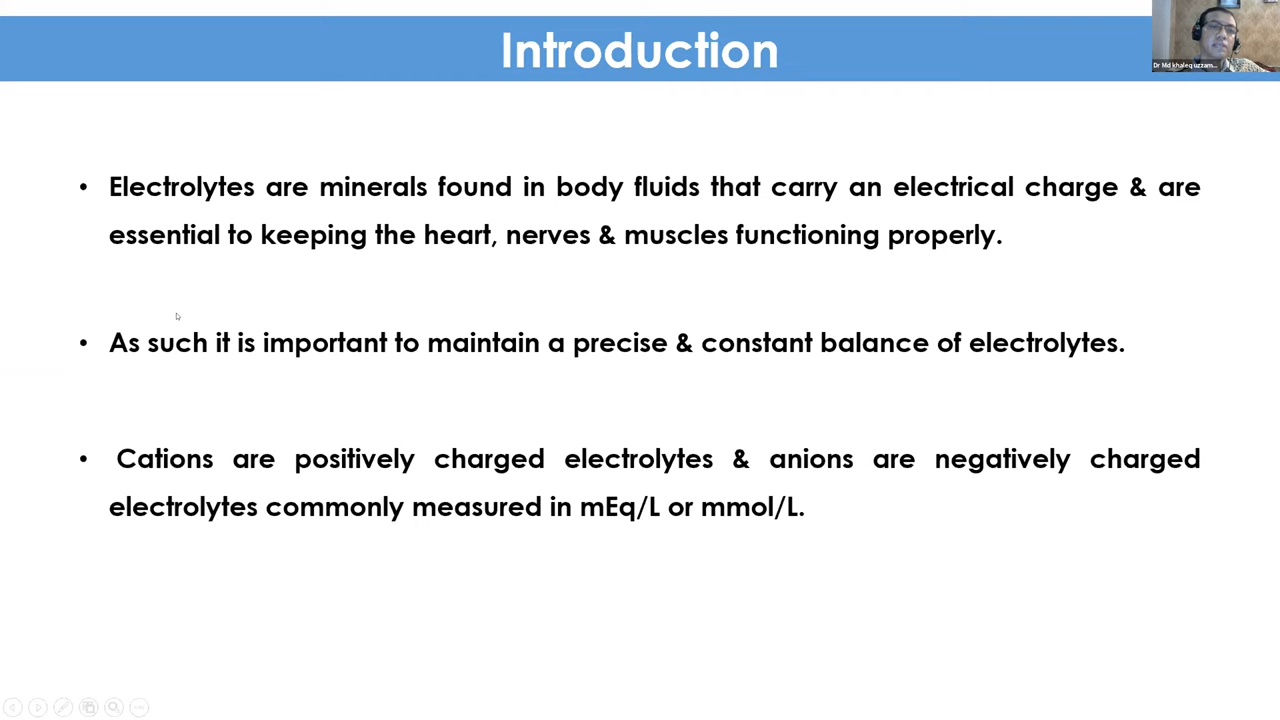 Introduction
Dr Md khaleq uzzam...
• Electrolytes are minerals found in body fluids that carry an electrical charge & are
essential to keeping the heart, nerves & muscles functioning properly.
• As such it is important to maintain a precise & constant balance of electrolytes.
• Cations are positively charged electrolytes & anions are negatively charged
electrolytes commonly measured in mEq/L or mmol/L.